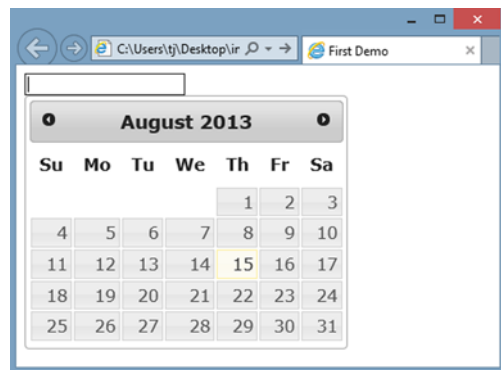 C:\Users\tj\Desktop\ir
First Demo
August 2013
Su Mo Tu We Th Fr Sa
1 2 3
4 5 6 7 8 9 10
11 12 13 14 15 16 17
18 19 20 21 22 23 24
25 26 27 28 29 30 31